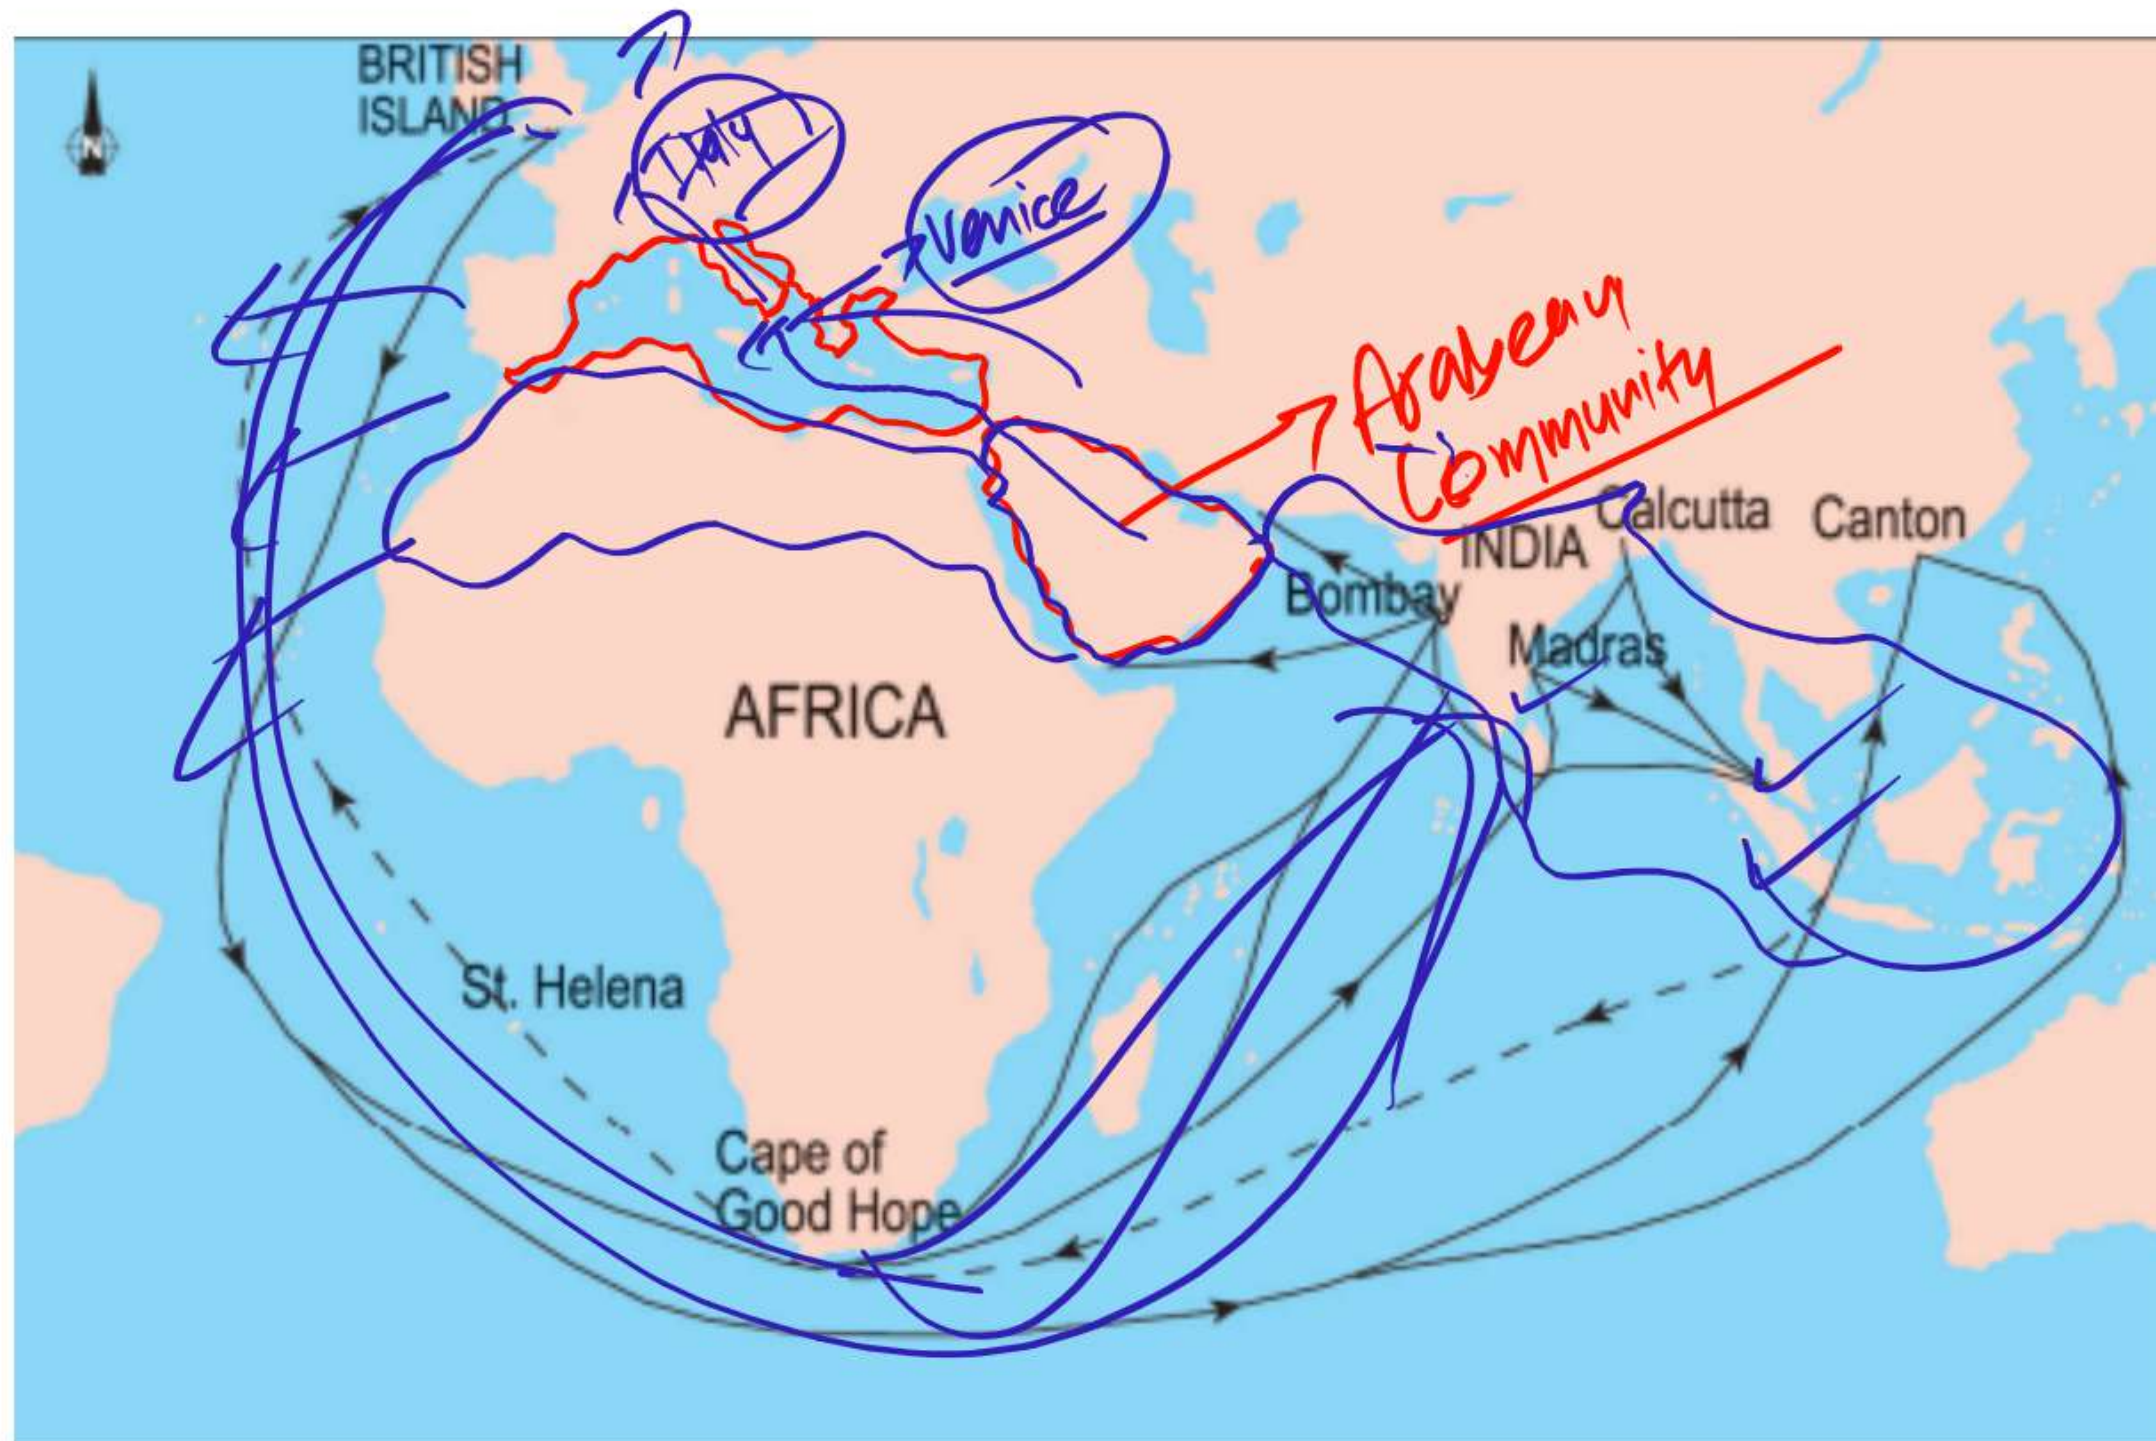 BRITISH
ISLAND
N
Italy
Venice
Arabean
Community
INDIA
Calcutta
Canton
Bombay
Madras
AFRICA
St. Helena
Cape of
Good Hope